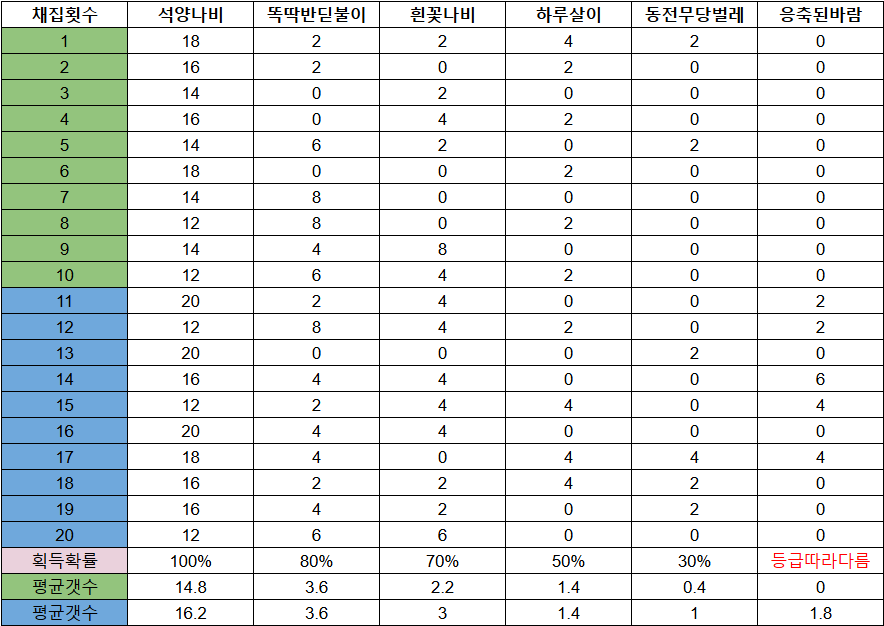 채집횟수 석양나비 똑딱반딛불이 흰꽃나비 하루살이 동전무당벌레 응축된바람
1 18 2 2 4 2 0
2 16 2 0 2 0 0
3 14 0 2 0 0 0
4 16 0 4 2 0 0
5 14 6 2 0 2 0
6 18 0 0 2 0 0
7 14 8 0 0 0 0
8 12 8 0 2 0 0
9 14 4 8 0 0 0
10 12 6 4 2 0 0
11 20 2 4 0 0 2
12 12 8 4 2 0 2
13 20 0 0 0 2 0
14 16 4 4 0 0 6
15 12 2 4 4 0 4
16 20 4 4 0 0 0
17 18 4 0 4 4 4
18 16 2 2 4 2 0
19 16 4 2 0 2 0
20 12 6 6 0 0 0
획득확률 100% 80% 70% 50% 30% 등급따라다름
평균갯수 14.8 3.6 2.2 1.4 0.4 0
평균갯수 16.2 3.6 3 1.4 1 1.8